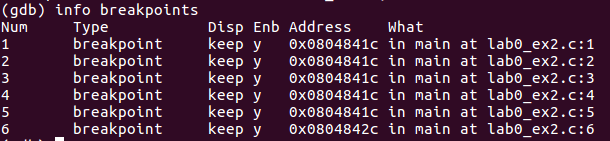 (gdb) info breakpoints
Num     Type           Disp Enb Address    What
1       breakpoint     keep y   0x0804841c in main at lab0_ex2.c:1
2       breakpoint     keep y   0x0804841c in main at lab0_ex2.c:2
3       breakpoint     keep y   0x0804841c in main at lab0_ex2.c:3
4       breakpoint     keep y   0x0804841c in main at lab0_ex2.c:4
5       breakpoint     keep y   0x0804841c in main at lab0_ex2.c:5
6       breakpoint     keep y   0x0804842c in main at lab0_ex2.c:6